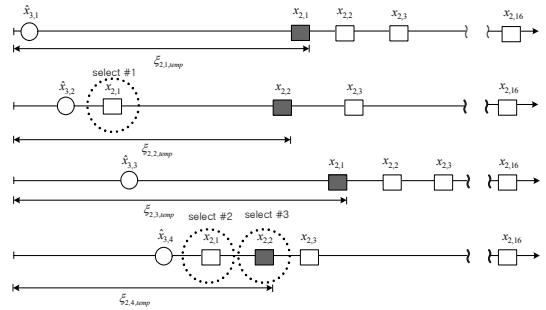 x̂3,1 x2,1 x2,2 x2,3 x2,16
ξ2,1,temp
select #1
x̂3,2 x2,1 x2,2 x2,3 x2,16
ξ2,2,temp
x̂3,3 x2,1 x2,2 x2,3 x2,16
ξ2,3,temp
select #2 select #3
x̂3,4 x2,1 x2,2 x2,3 x2,16
ξ2,4,temp